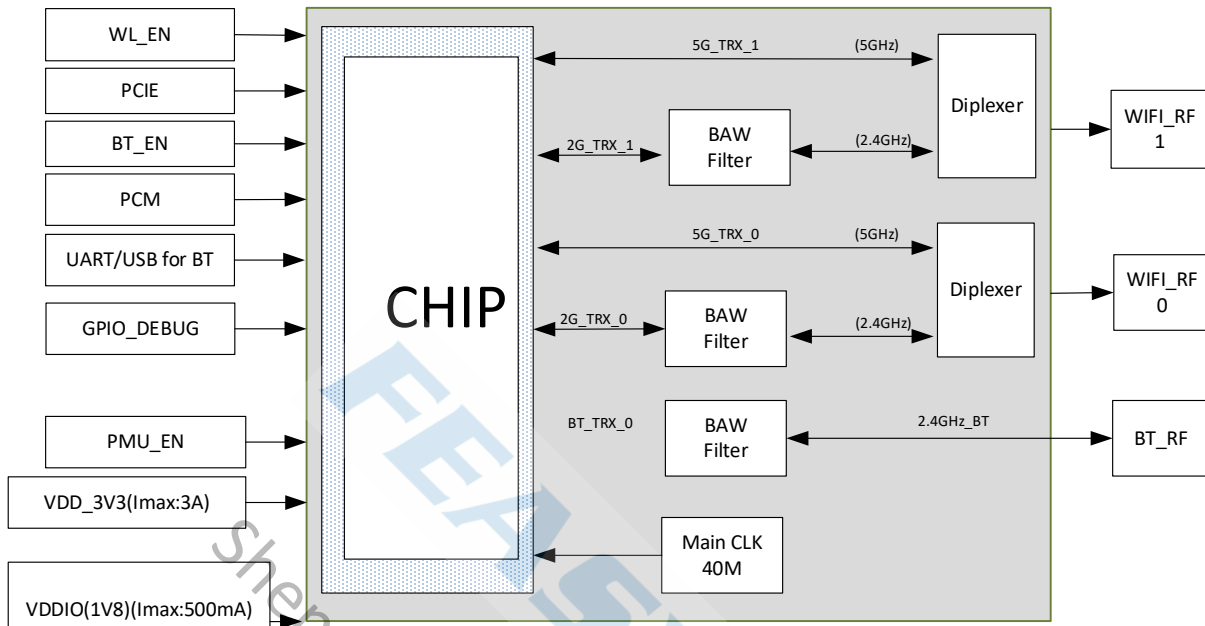 WL_EN
PCIE
BT_EN
PCM
UART/USB for BT
GPIO_DEBUG
PMU_EN
VDD_3V3(Imax:3A)
VDDIO(1V8)(Imax:500mA)
CHIP
5G_TRX_1
(5GHz)
2G_TRX_1
BAW
Filter
(2.4GHz)
Diplexer
WIFI_RF
1
5G_TRX_0
(5GHz)
2G_TRX_0
BAW
Filter
(2.4GHz)
Diplexer
WIFI_RF
0
BT_TRX_0
BAW
Filter
2.4GHz_BT
BT_RF
Main CLK
40M